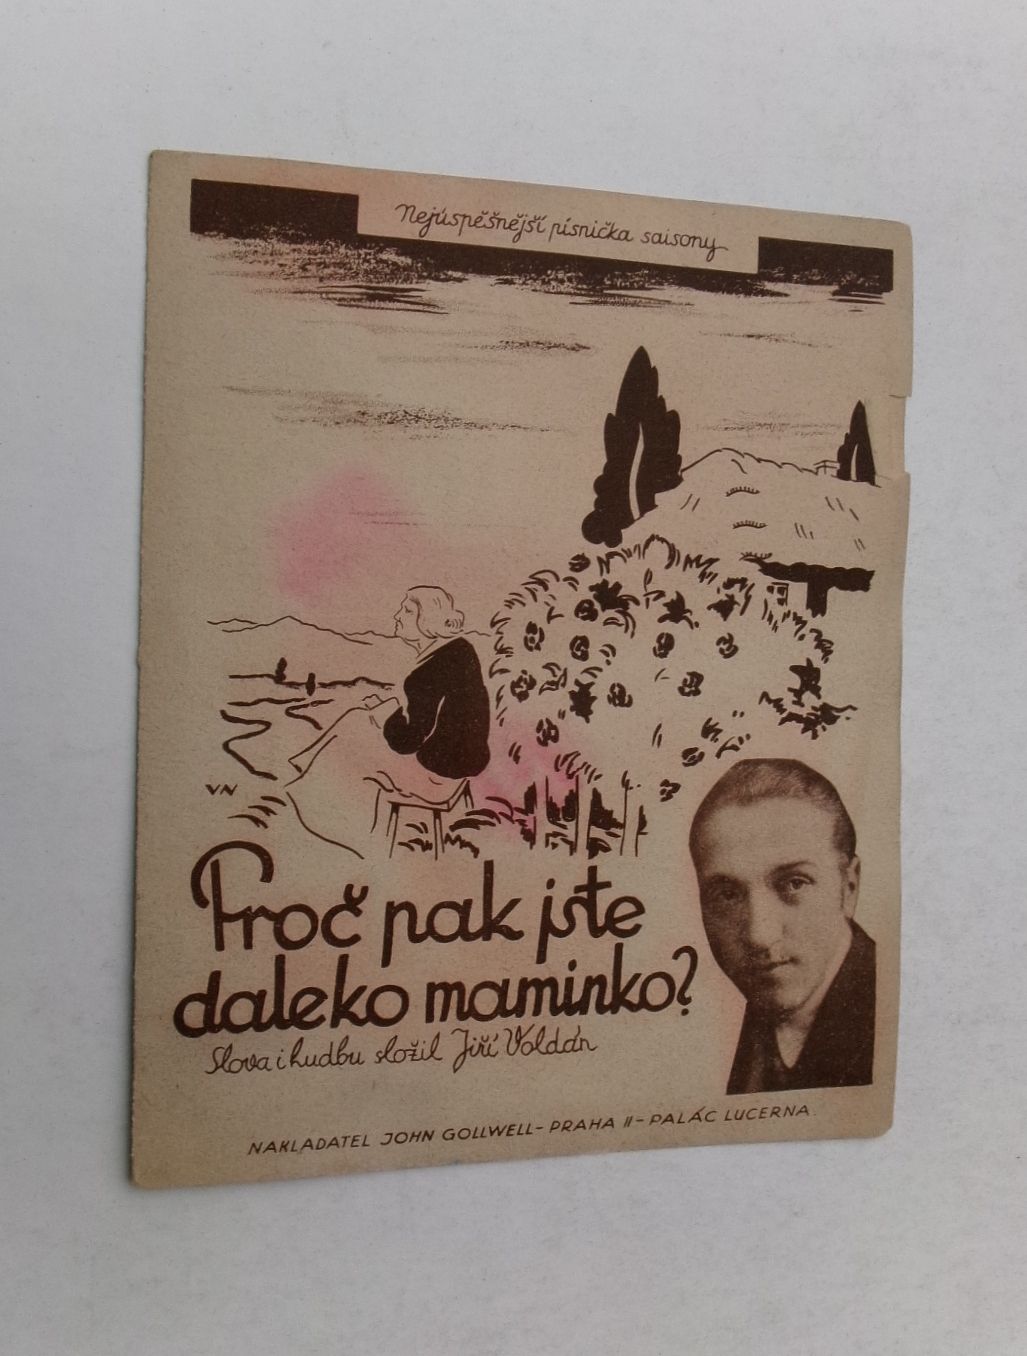 Nejúspěšnější písnička saisony
VN
Proč pak jste
daleko maminko?
Slova i hudbu složil Jiří Voldán
NAKLADATEL JOHN GOLLWELL - PRAHA II - PALÁC LUCERNA.